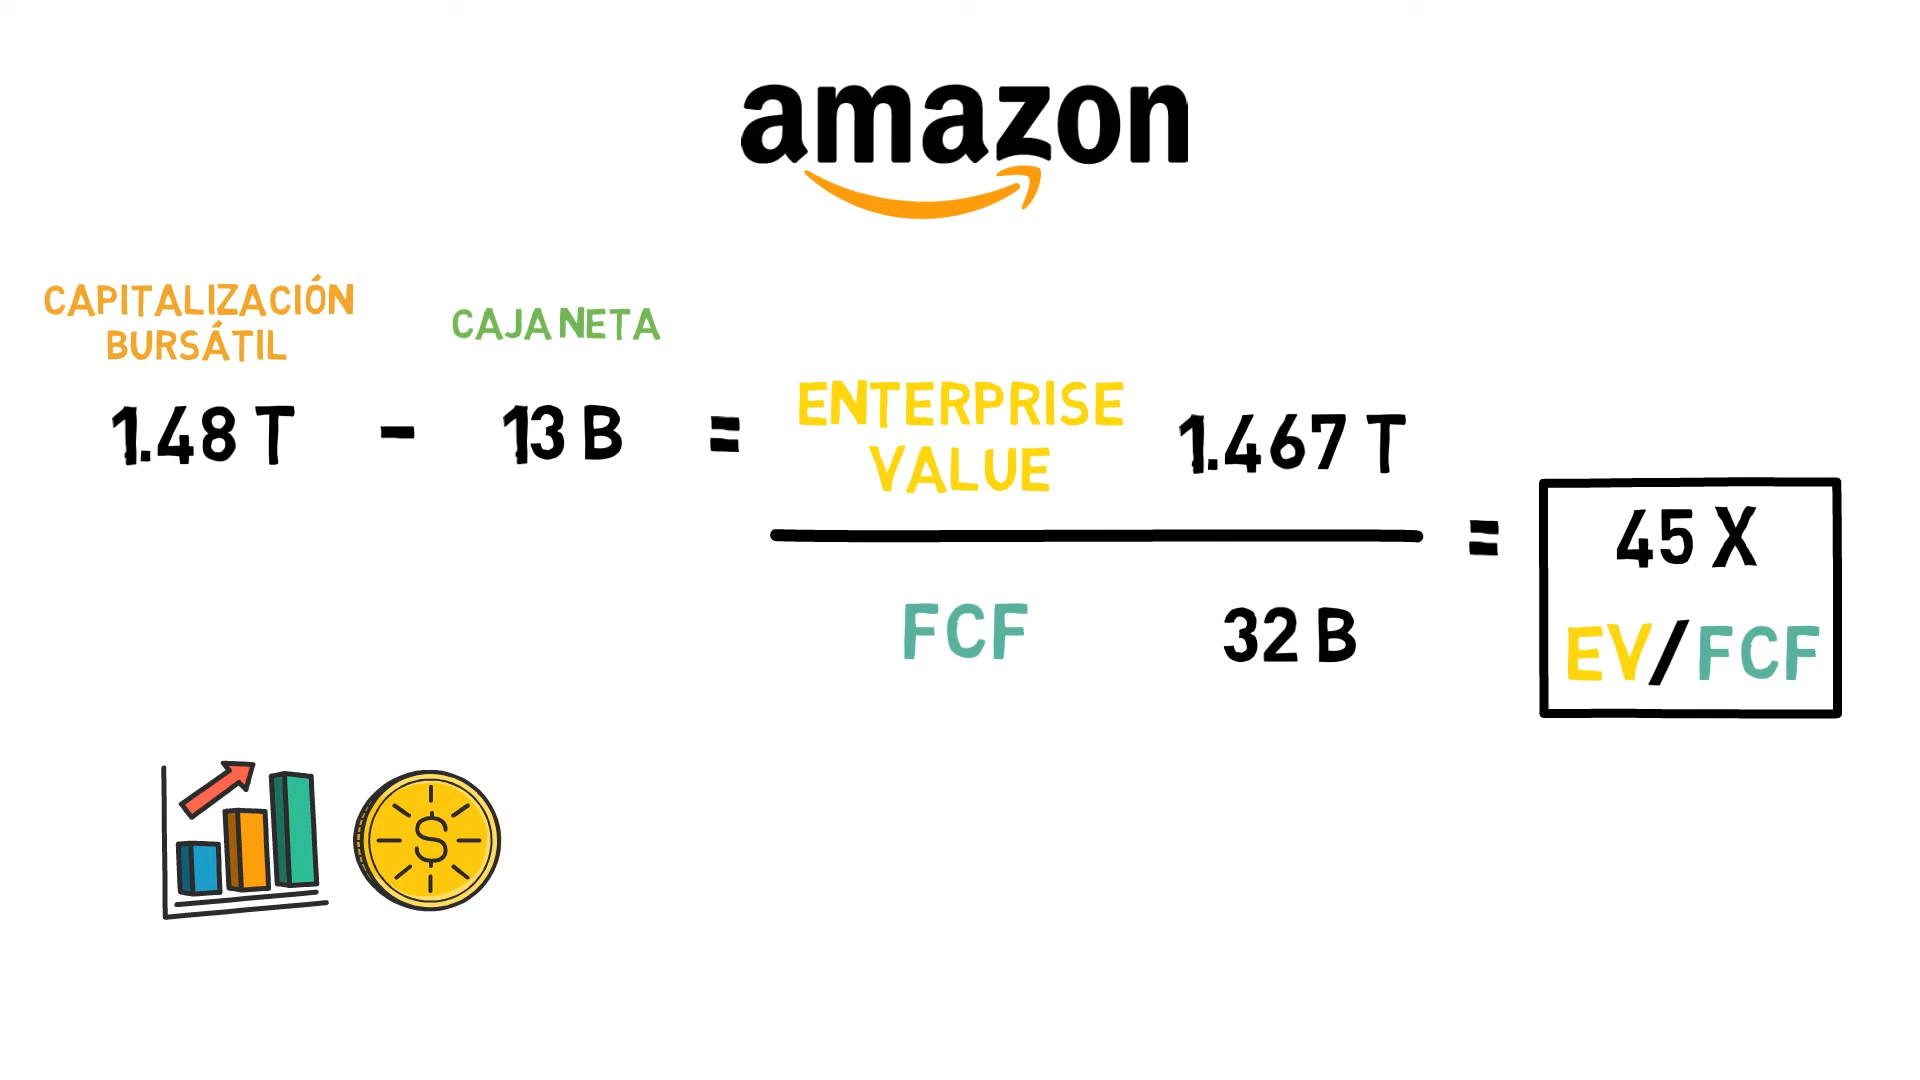 amazon
CAPITALIZACIÓN
BURSÁTIL
CAJA NETA
1.48 T - 13 B =
ENTERPRISE
VALUE
1.467 T
FCF 32 B
=
45 X
EV/FCF
$